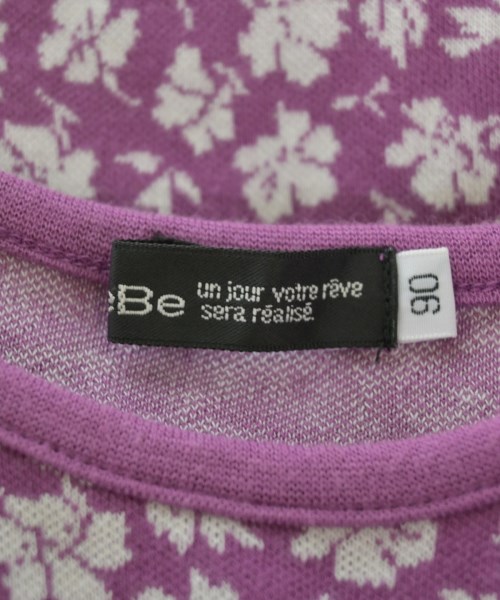 eBe
un jour votre rêve
sera réalisé
90